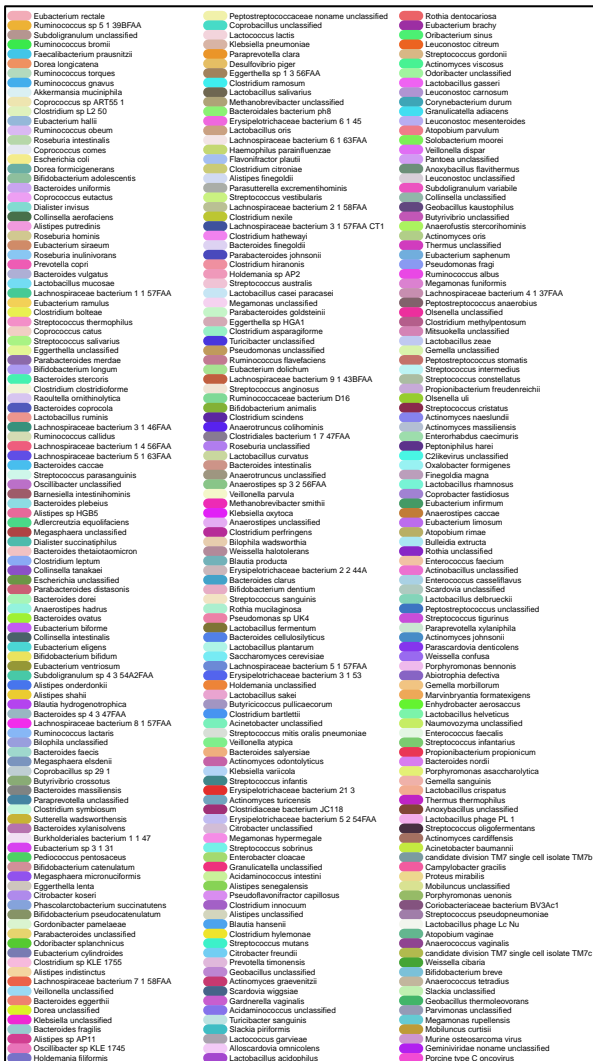 Eubacterium rectale
Ruminococcus sp 5 1 39BFAA
Subdoligranulum unclassified
Ruminococcus bromii
Faecalibacterium prausnitzii
Dorea longicatena
Ruminococcus torques
Ruminococcus gnavus
Akkermansia muciniphila
Coprococcus sp ART55 1
Clostridium sp L2 50
Eubacterium hallii
Ruminococcus obeum
Roseburia intestinalis
Coprococcus comes
Escherichia coli
Dorea formicigenerans
Bifidobacterium adolescentis
Bacteroides uniformis
Coprococcus eutactus
Dialister invisus
Collinsella aerofaciens
Alistipes putredinis
Roseburia hominis
Eubacterium siraeum
Roseburia inulinivorans
Prevotella copri
Bacteroides vulgatus
Lactobacillus mucosae
Lachnospiraceae bacterium 1 1 57FAA
Eubacterium ramulus
Clostridium bolteae
Streptococcus thermophilus
Coprococcus catus
Streptococcus salivarius
Eggerthella unclassified
Parabacteroides merdae
Bifidobacterium longum
Bacteroides stercoris
Clostridium clostridioforme
Raoultella ornithinolytica
Bacteroides coprocola
Lactobacillus ruminis
Lachnospiraceae bacterium 3 1 46FAA
Ruminococcus callidus
Lachnospiraceae bacterium 1 4 56FAA
Lachnospiraceae bacterium 5 1 63FAA
Bacteroides caccae
Streptococcus parasanguinis
Oscillibacter unclassified
Barnesiella intestinihominis
Bacteroides plebeius
Alistipes sp HGB5
Adlercreutzia equolifaciens
Megasphaera unclassified
Dialister succinatiphilus
Bacteroides thetaiotaomicron
Clostridium leptum
Collinsella tanakaei
Escherichia unclassified
Parabacteroides distasonis
Bacteroides dorei
Anaerostipes hadrus
Bacteroides ovatus
Eubacterium biforme
Collinsella intestinalis
Eubacterium eligens
Bifidobacterium bifidum
Eubacterium ventriosum
Subdoligranulum sp 4 3 54A2FAA
Alistipes onderdonkii
Alistipes shahii
Blautia hydrogenotrophica
Bacteroides sp 4 3 47FAA
Lachnospiraceae bacterium 8 1 57FAA
Ruminococcus lactaris
Bilophila unclassified
Bacteroides faecis
Megasphaera elsdenii
Coprobacillus sp 29 1
Butyrivibrio crossotus
Bacteroides massiliensis
Paraprevotella unclassified
Clostridium symbiosum
Sutterella wadsworthensis
Bacteroides xylanisolvens
Burkholderiales bacterium 1 1 47
Eubacterium sp 3 1 31
Pediococcus pentosaceus
Bifidobacterium catenulatum
Megasphaera micronuciformis
Eggerthella lenta
Citrobacter koseri
Phascolarctobacterium succinatutens
Bifidobacterium pseudocatenulatum
Gordonibacter pamelaeae
Parabacteroides unclassified
Odoribacter splanchnicus
Eubacterium cylindroides
Clostridium sp KLE 1755
Alistipes indistinctus
Lachnospiraceae bacterium 7 1 58FAA
Veillonella unclassified
Bacteroides eggerthii
Dorea unclassified
Klebsiella unclassified
Bacteroides fragilis
Alistipes sp AP11
Oscillibacter sp KLE 1745
Holdemania filiformis
Peptostreptococcaceae noname unclassified
Coprobacillus unclassified
Lactococcus lactis
Klebsiella pneumoniae
Paraprevotella clara
Desulfovibrio piger
Eggerthella sp 1 3 56FAA
Clostridium ramosum
Lactobacillus salivarius
Methanobrevibacter unclassified
Bacteroidales bacterium ph8
Erysipelotrichaceae bacterium 6 1 45
Lactobacillus oris
Lachnospiraceae bacterium 6 1 63FAA
Haemophilus parainfluenzae
Flavonifractor plautii
Clostridium citroniae
Alistipes finegoldii
Parasutterella excrementihominis
Streptococcus vestibularis
Lachnospiraceae bacterium 2 1 58FAA
Clostridium nexile
Lachnospiraceae bacterium 3 1 57FAA CT1
Clostridium hathewayi
Bacteroides finegoldii
Parabacteroides johnsonii
Clostridium hiranonis
Holdemania sp AP2
Streptococcus australis
Lactobacillus casei paracasei
Megamonas unclassified
Parabacteroides goldsteinii
Eggerthella sp HGA1
Clostridium asparagiforme
Turicibacter unclassified
Pseudomonas unclassified
Ruminococcus flavefaciens
Eubacterium dolichum
Lachnospiraceae bacterium 9 1 43BFAA
Streptococcus anginosus
Ruminococcaceae bacterium D16
Bifidobacterium animalis
Clostridium scindens
Anaerotruncus colihominis
Clostridiales bacterium 1 7 47FAA
Roseburia unclassified
Lactobacillus curvatus
Bacteroides intestinalis
Anaerotruncus unclassified
Anaerostipes sp 3 2 56FAA
Veillonella parvula
Methanobrevibacter smithii
Klebsiella oxytoca
Anaerostipes unclassified
Clostridium perfringens
Bilophila wadsworthia
Weissella halotolerans
Blautia producta
Erysipelotrichaceae bacterium 2 2 44A
Bacteroides clarus
Bifidobacterium dentium
Streptococcus sanguinis
Rothia mucilaginosa
Pseudomonas sp UK4
Lactobacillus fermentum
Bacteroides cellulosilyticus
Lactobacillus plantarum
Saccharomyces cerevisiae
Lachnospiraceae bacterium 5 1 57FAA
Erysipelotrichaceae bacterium 3 1 53
Holdemania unclassified
Lactobacillus sakei
Butyricicoccus pullicaecorum
Clostridium bartlettii
Acinetobacter unclassified
Streptococcus mitis oralis pneumoniae
Veillonella atypica
Bacteroides salyersiae
Actinomyces odontolyticus
Klebsiella variicola
Streptococcus infantis
Erysipelotrichaceae bacterium 21 3
Actinomyces turicensis
Clostridiaceae bacterium JC118
Erysipelotrichaceae bacterium 5 2 54FAA
Citrobacter unclassified
Megamonas hypermegale
Streptococcus sobrinus
Enterobacter cloacae
Granulicatella unclassified
Acidaminococcus intestini
Alistipes senegalensis
Pseudoflavonifractor capillosus
Clostridium innocuum
Alistipes unclassified
Blautia hansenii
Clostridium hylemonae
Streptococcus mutans
Citrobacter freundii
Prevotella timonensis
Geobacillus unclassified
Actinomyces graevenitzii
Scardovia wiggsiae
Gardnerella vaginalis
Acidaminococcus unclassified
Turicibacter sanguinis
Slackia piriformis
Lactococcus garvieae
Alloscardovia omnicolens
Lactobacillus acidophilus
Rothia dentocariosa
Eubacterium brachy
Oribacterium sinus
Leuconostoc citreum
Streptococcus gordonii
Actinomyces viscosus
Odoribacter unclassified
Lactobacillus gasseri
Leuconostoc carnosum
Corynebacterium durum
Granulicatella adiacens
Leuconostoc mesenteroides
Atopobium parvulum
Solobacterium moorei
Veillonella dispar
Pantoea unclassified
Anoxybacillus flavithermus
Leuconostoc unclassified
Subdoligranulum variabile
Collinsella unclassified
Geobacillus kaustophilus
Butyrivibrio unclassified
Anaerofustis stercorihominis
Actinomyces oris
Thermus unclassified
Eubacterium saphenum
Pseudomonas fragi
Ruminococcus albus
Megamonas funiformis
Lachnospiraceae bacterium 4 1 37FAA
Peptostreptococcus anaerobius
Olsenella unclassified
Clostridium methylpentosum
Mitsuokella unclassified
Lactobacillus zeae
Gemella unclassified
Peptostreptococcus stomatis
Streptococcus intermedius
Streptococcus constellatus
Propionibacterium freudenreichii
Olsenella uli
Streptococcus cristatus
Actinomyces naeslundii
Actinomyces massiliensis
Enterorhabdus caecimuris
Peptoniphilus harei
C2likevirus unclassified
Oxalobacter formigenes
Finegoldia magna
Lactobacillus rhamnosus
Coprobacter fastidiosus
Eubacterium infirmum
Anaerostipes caccae
Eubacterium limosum
Atopobium rimae
Bulleidia extructa
Rothia unclassified
Enterococcus faecium
Actinobacillus unclassified
Enterococcus casseliflavus
Scardovia unclassified
Lactobacillus delbrueckii
Peptostreptococcus unclassified
Streptococcus tigurinus
Paraprevotella xylaniphila
Actinomyces johnsonii
Parascardovia denticolens
Weissella confusa
Porphyromonas bennonis
Abiotrophia defectiva
Gemella morbillorum
Marvinbryantia formatexigens
Enhydrobacter aerosaccus
Lactobacillus helveticus
Naumovozyma unclassified
Enterococcus faecalis
Streptococcus infantarius
Propionibacterium propionicum
Bacteroides nordii
Porphyromonas asaccharolytica
Gemella sanguinis
Lactobacillus crispatus
Thermus thermophilus
Anoxybacillus unclassified
Lactobacillus phage PL 1
Streptococcus oligofermentans
Actinomyces cardiffensis
Acinetobacter baumannii
candidate division TM7 single cell isolate TM7b
Campylobacter gracilis
Proteus mirabilis
Mobiluncus unclassified
Porphyromonas uenonis
Coriobacteriaceae bacterium BV3Ac1
Streptococcus pseudopneumoniae
Lactobacillus phage Lc Nu
Atopobium vaginae
Anaerococcus vaginalis
candidate division TM7 single cell isolate TM7c
Weissella cibaria
Bifidobacterium breve
Anaerococcus tetradius
Slackia unclassified
Geobacillus thermoleovorans
Parvimonas unclassified
Megamonas rupellensis
Mobiluncus curtisii
Murine osteosarcoma virus
Geminiviridae noname unclassified
Porcine type C oncovirus